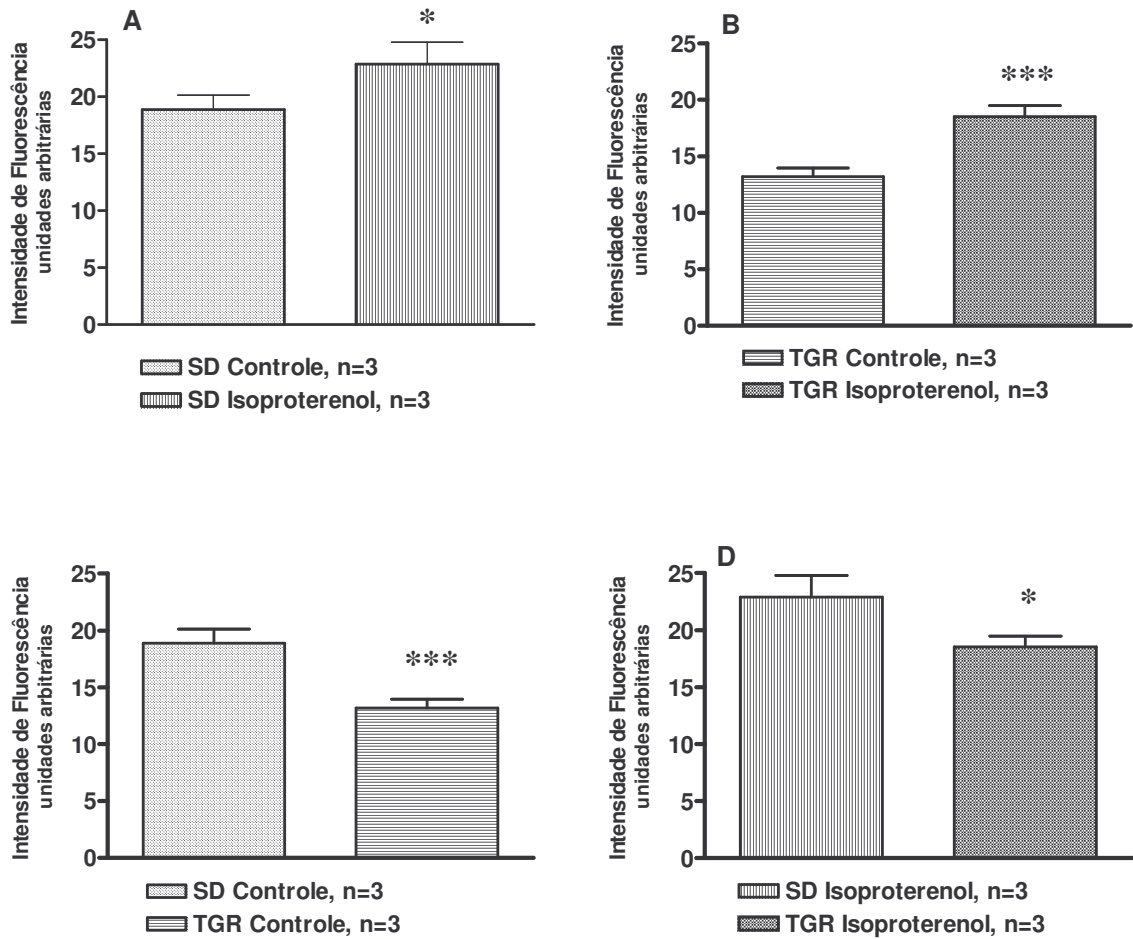 A
*
Intensidade de Fluorescência
unidades arbitrárias
25
20
15
10
5
0
SD Controle, n=3
SD Isoproterenol, n=3
B
***
Intensidade de Fluorescência
unidades arbitrárias
25
20
15
10
5
0
TGR Controle, n=3
TGR Isoproterenol, n=3
***
Intensidade de Fluorescência
unidades arbitrárias
25
20
15
10
5
0
SD Controle, n=3
TGR Controle, n=3
D
*
Intensidade de Fluorescência
unidades arbitrárias
25
20
15
10
5
0
SD Isoproterenol, n=3
TGR Isoproterenol, n=3